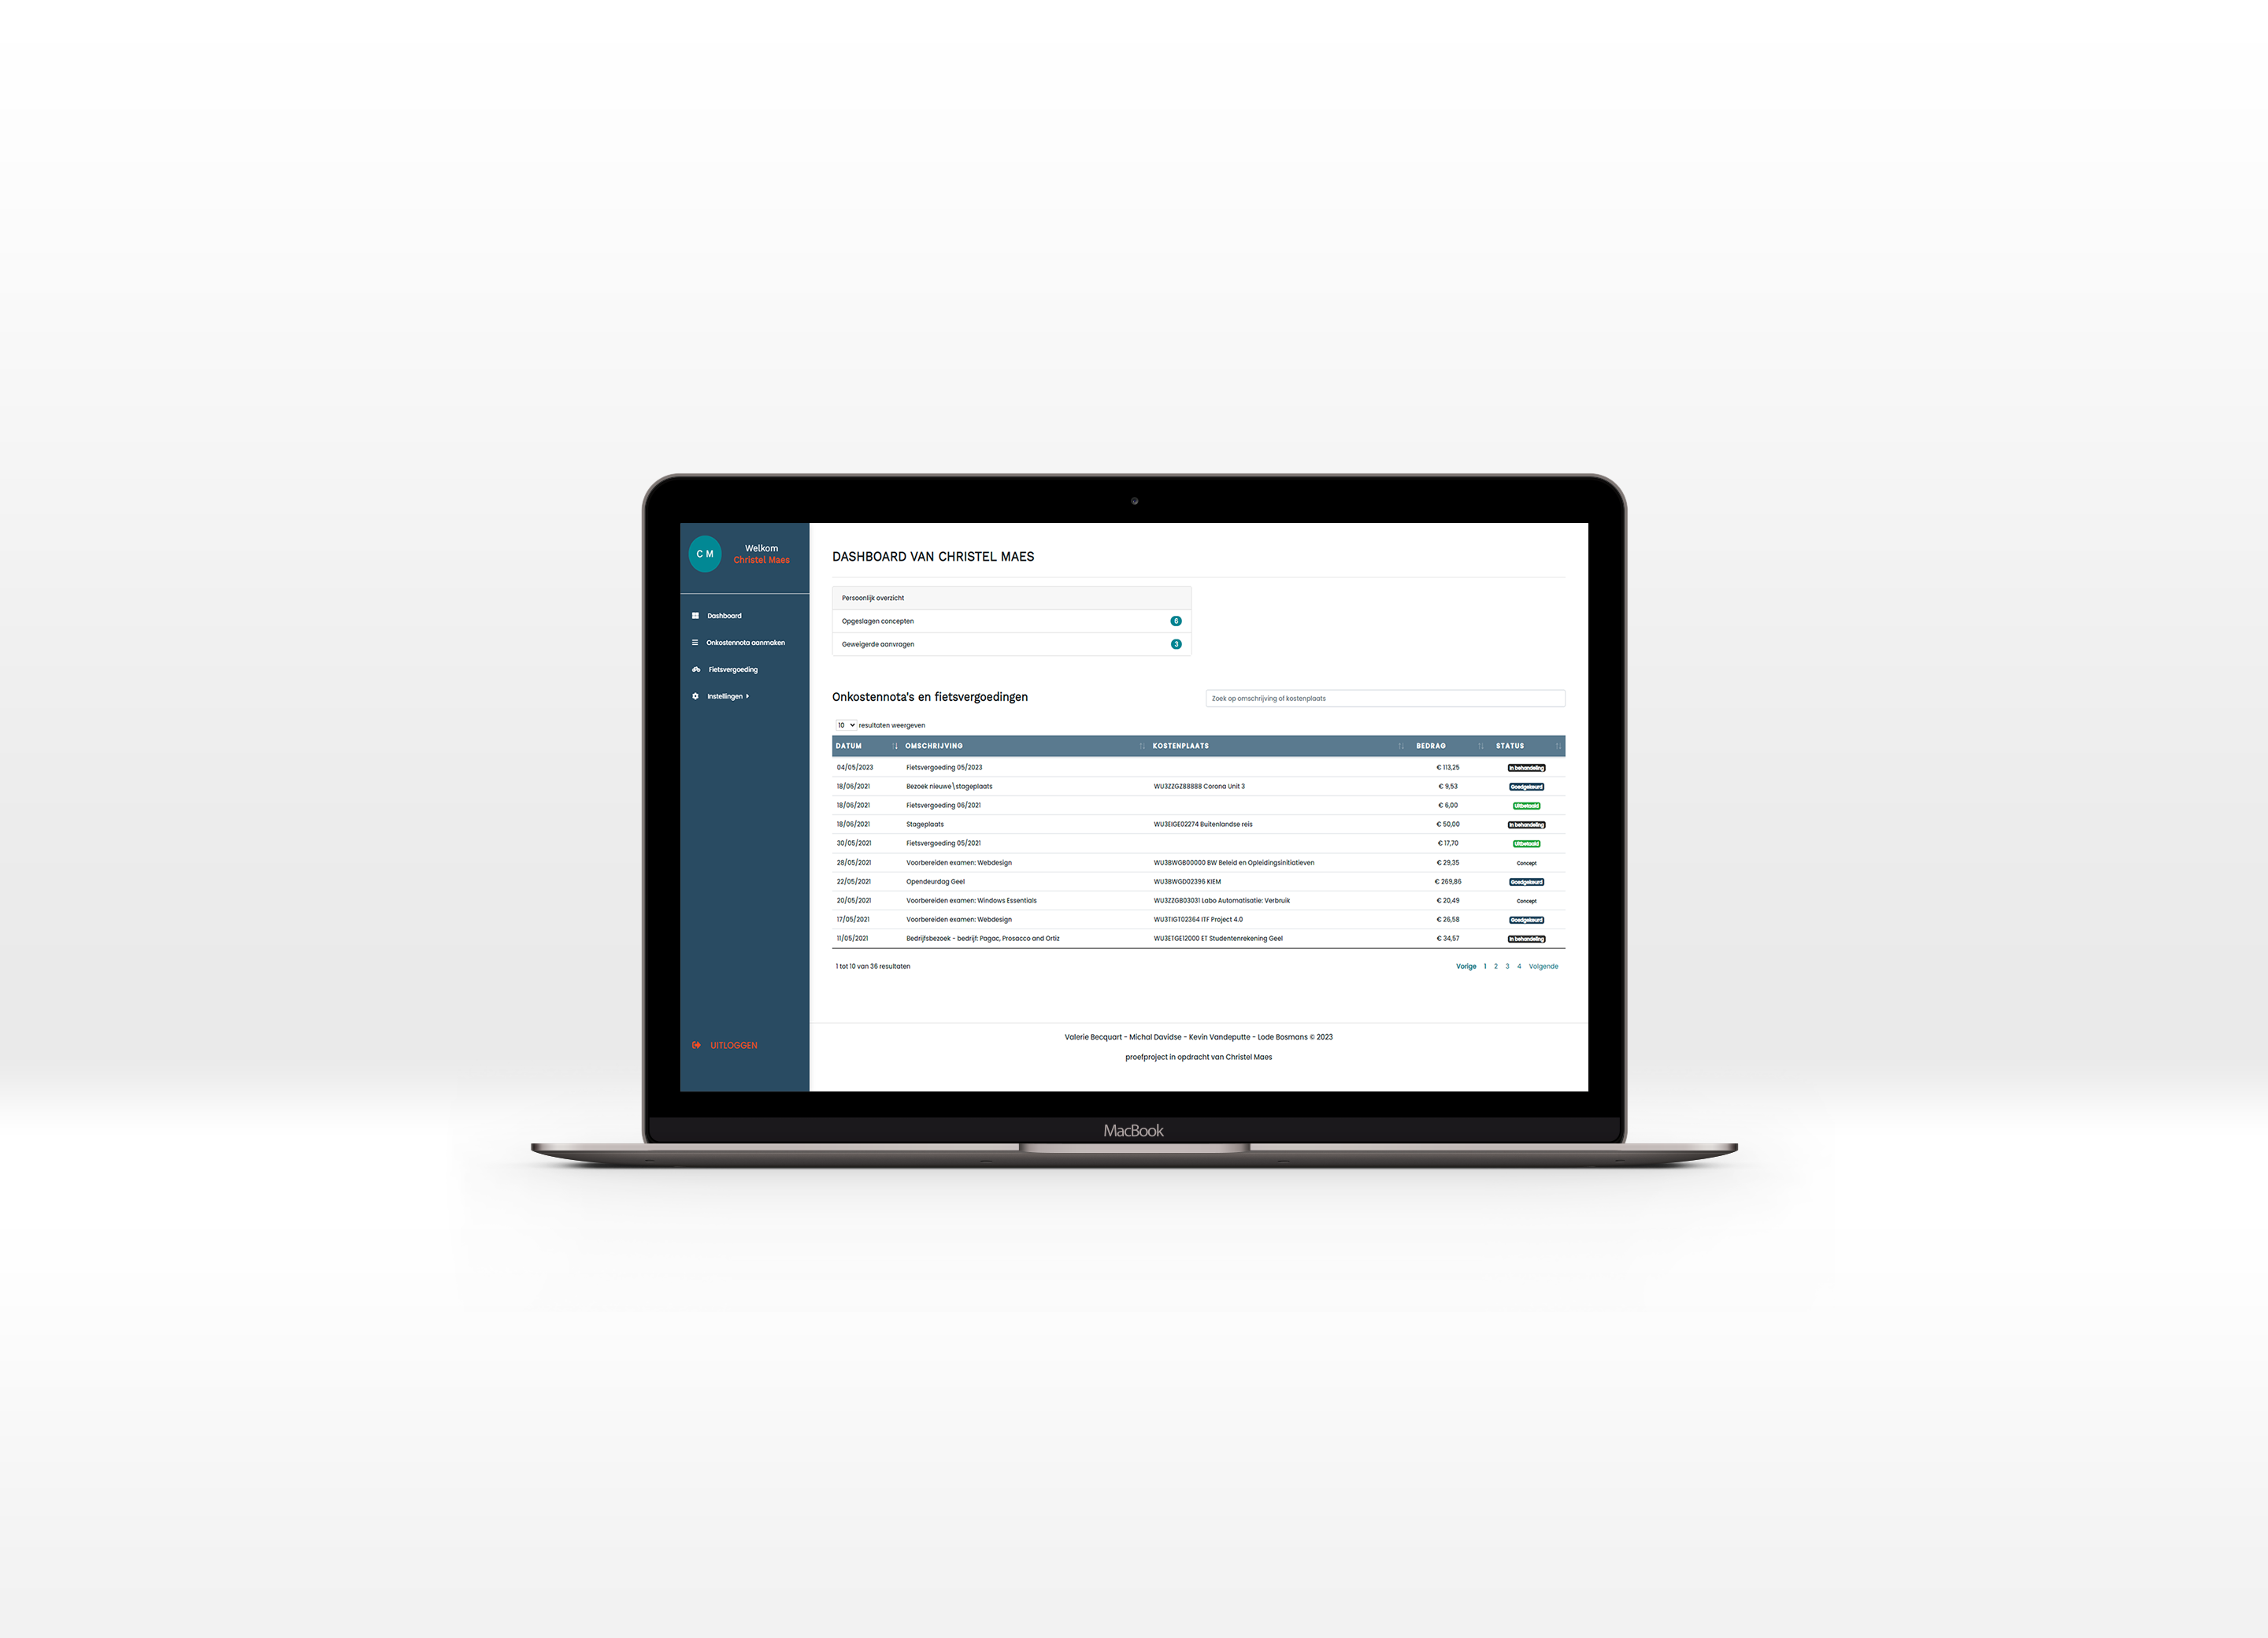 C M
Welkom
Christel Maes
Dashboard
Onkostennota aanmaken
Fietsvergoeding
Instellingen
UITLOGGEN
DASHBOARD VAN CHRISTEL MAES
Persoonlijk overzicht
Opgeslagen concepten 6
Geweigerde aanvragen 3
Onkostennota's en fietsvergoedingen
Zoek op omschrijving of kostenplaats
10 resultaten weergeven
DATUM OMSCHRIJVING KOSTENPLAATS BEDRAG STATUS
04/05/2023 Fietsvergoeding 05/2023 € 113,25 In behandeling
18/06/2021 Bezoek nieuwe\stageplaats WU3ZZGZ88888 Corona Unit 3 € 9,53 Goedgekeurd
18/06/2021 Fietsvergoeding 06/2021 € 6,00 Uitbetaald
18/06/2021 Stageplaats WU3EIGE02274 Buitenlandse reis € 50,00 In behandeling
30/05/2021 Fietsvergoeding 05/2021 € 17,70 Uitbetaald
28/05/2021 Voorbereiden examen: Webdesign WU3BWGB00000 BW Beleid en Opleidingsinitiatieven € 29,35 Concept
22/05/2021 Opendeurdag Geel WU3BWGD02396 KIEM € 269,86 Goedgekeurd
20/05/2021 Voorbereiden examen: Windows Essentials WU3ZZGB03031 Labo Automatisatie: Verbruik € 20,49 Concept
17/05/2021 Voorbereiden examen: Webdesign WU3TIGT02364 ITF Project 4.0 € 26,58 Goedgekeurd
11/05/2021 Bedrijfsbezoek - bedrijf: Pagac, Prosacco and Ortiz WU3ETGE12000 ET Studentenrekening Geel € 34,57 In behandeling
1 tot 10 van 36 resultaten
Vorige 1 2 3 4 Volgende
Valerie Becquart - Michal Davidse - Kevin Vandeputte - Lode Bosmans © 2023
proefproject in opdracht van Christel Maes
MacBook